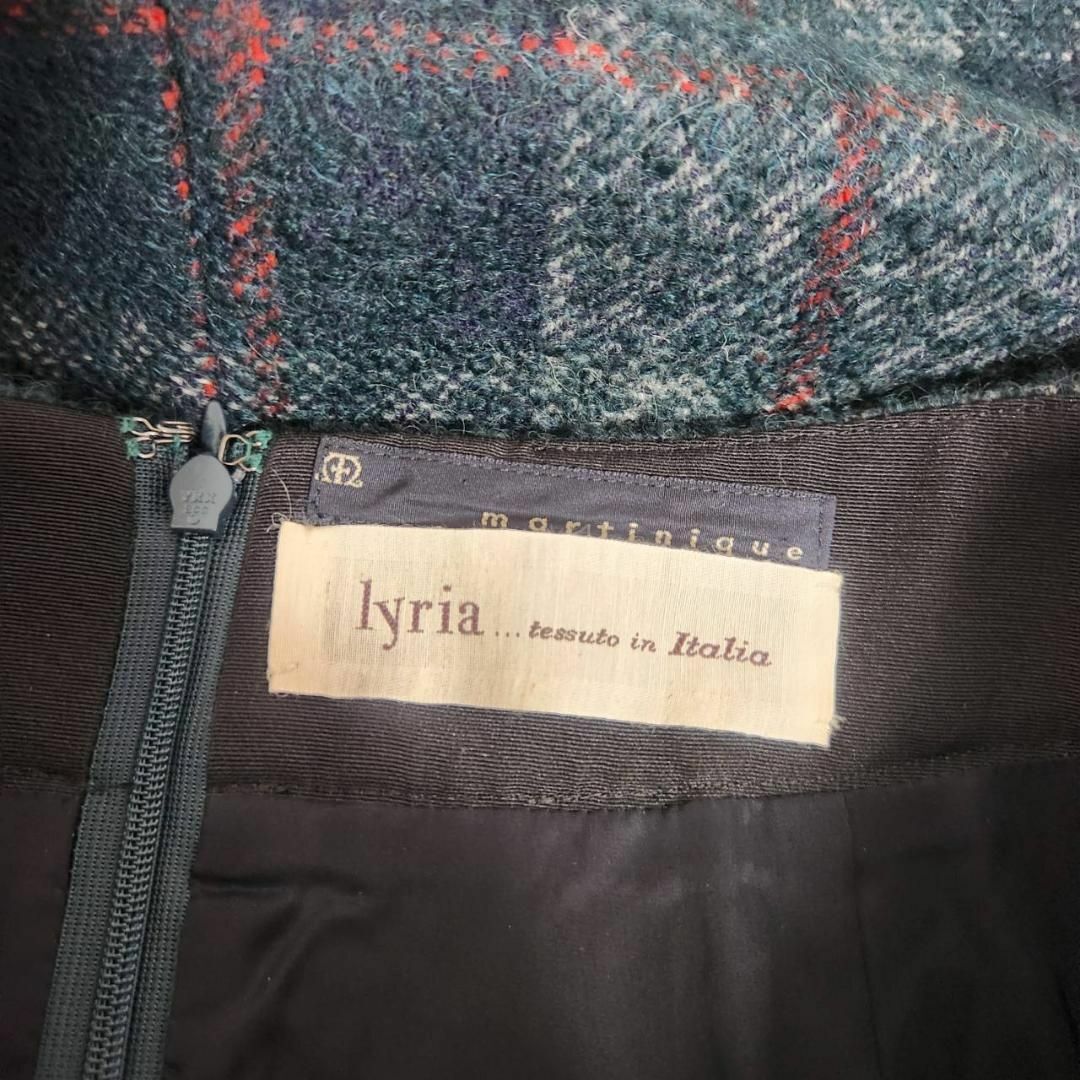 martinique
lyria ... tessuto in Italia